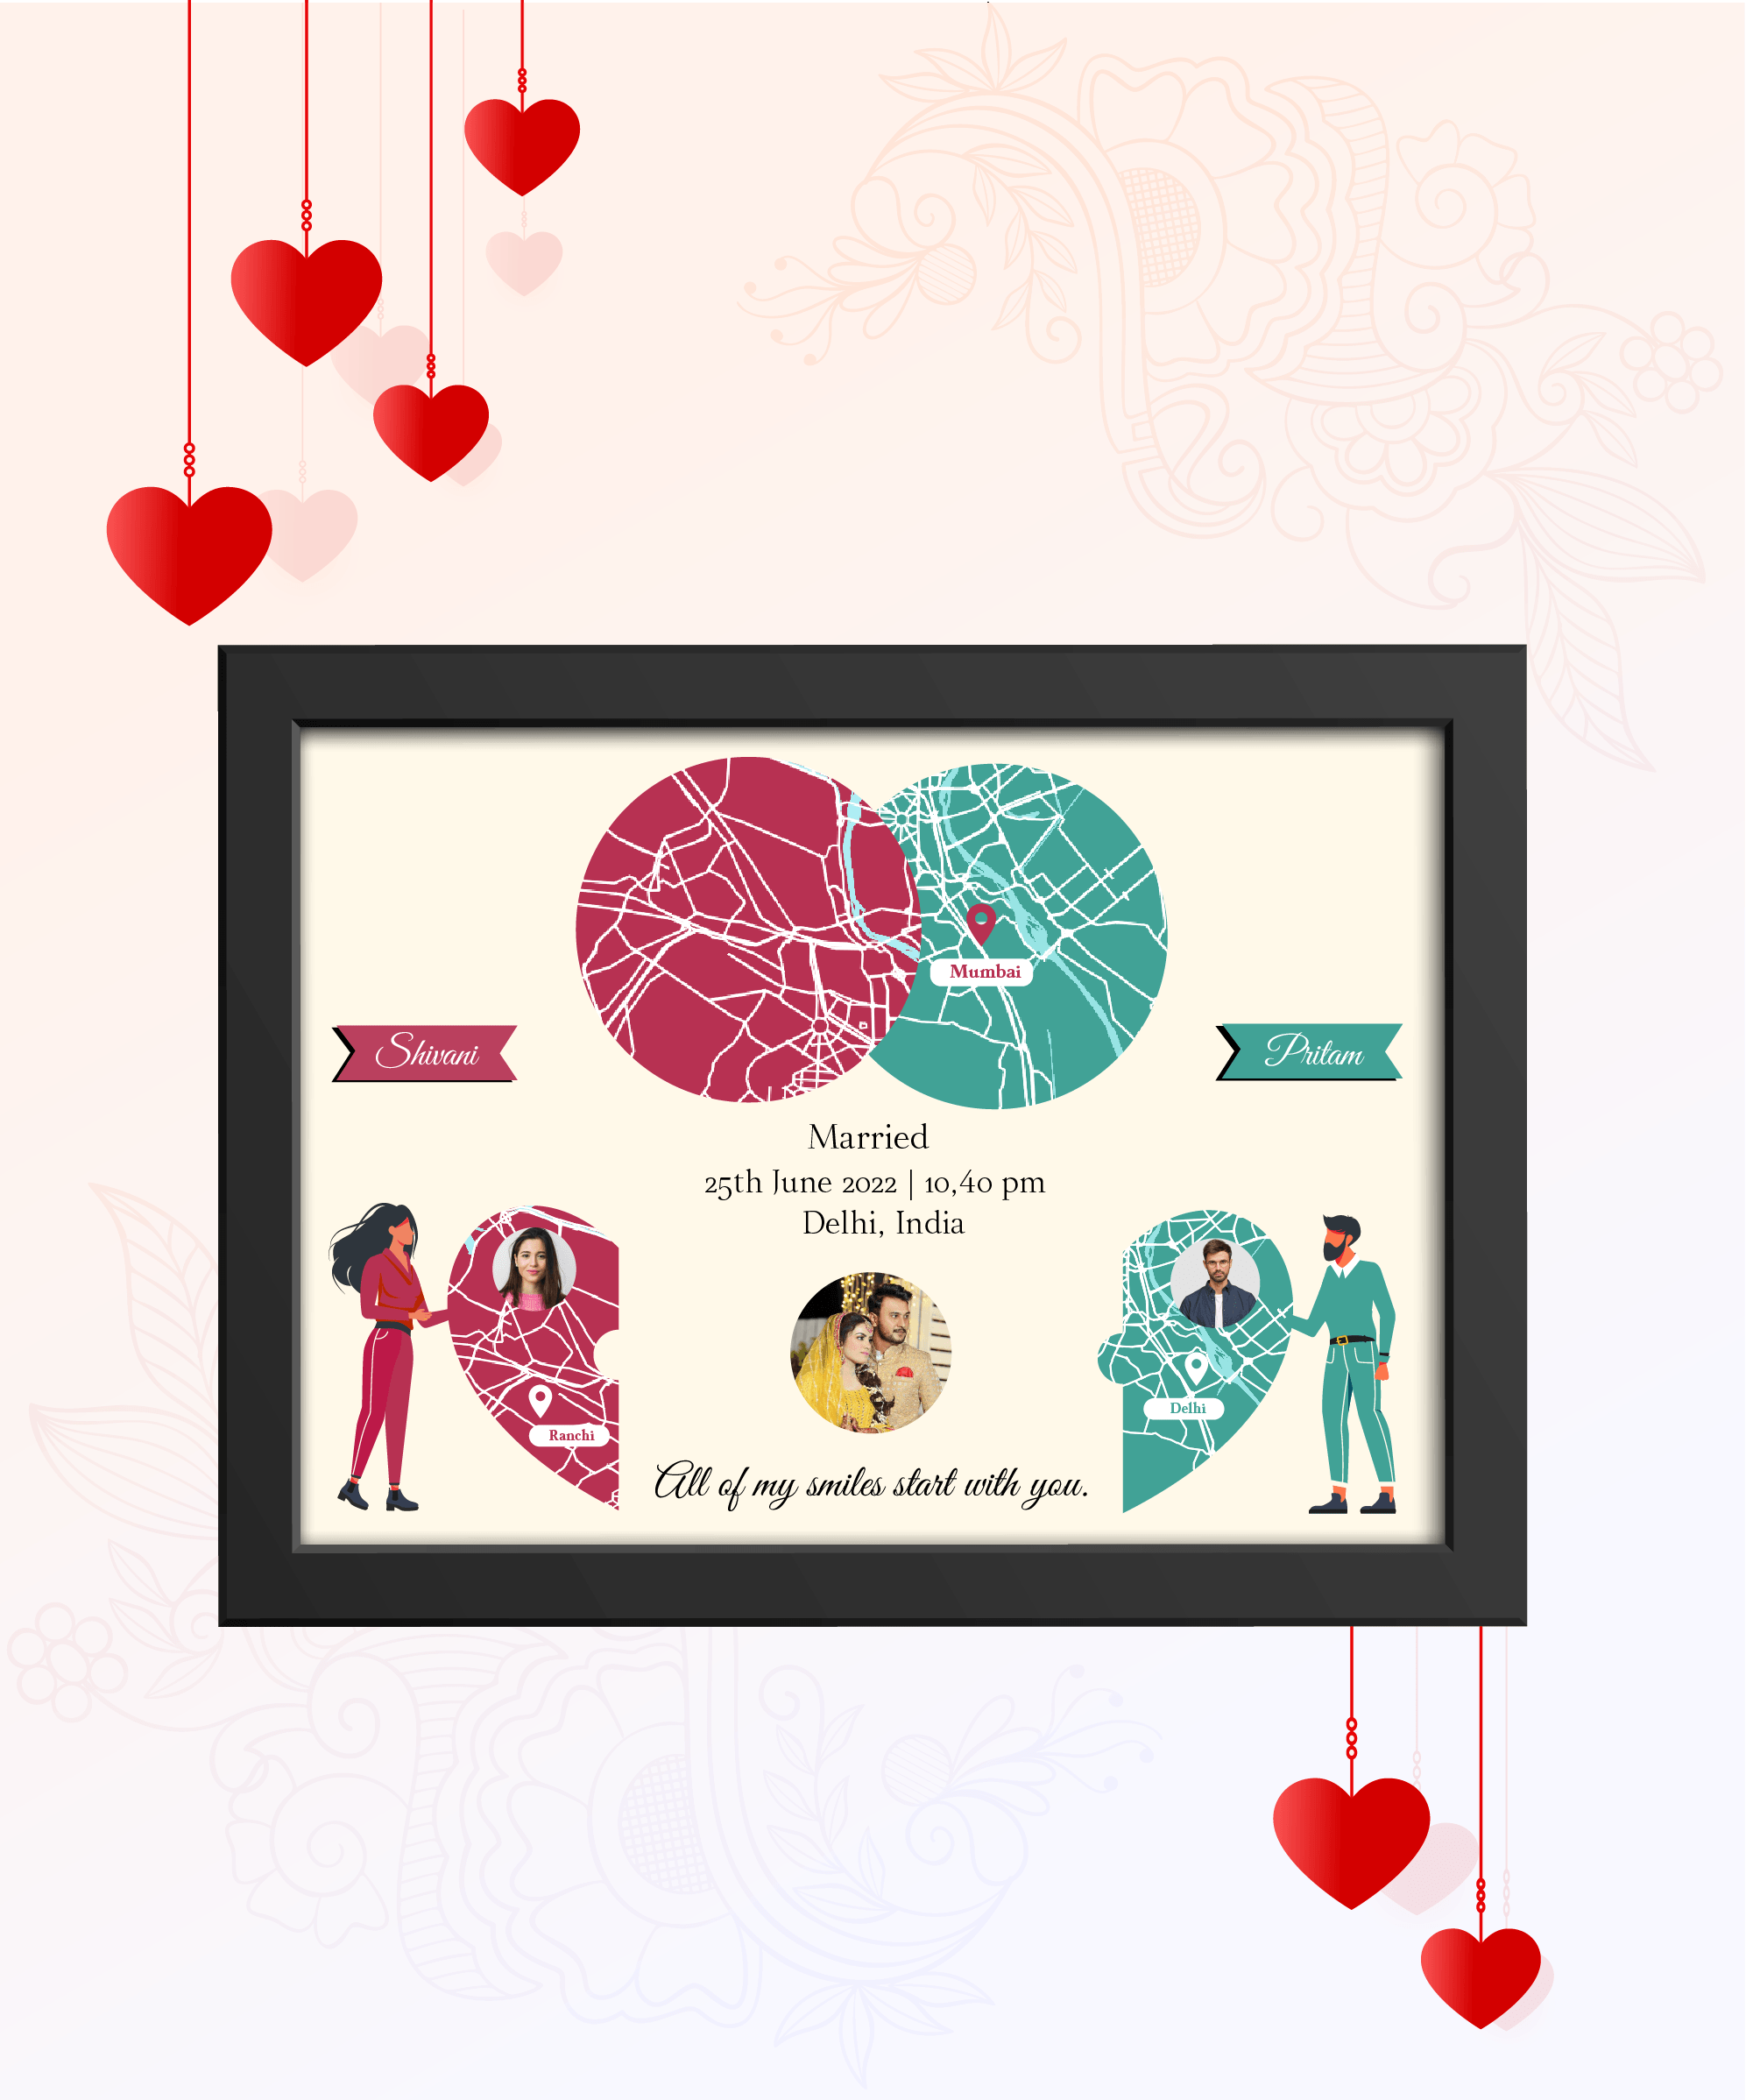 Mumbai
Shivani
Pritam
Married
25th June 2022 | 10,40 pm
Delhi, India
Ranchi
Delhi
All of my smiles start with you.